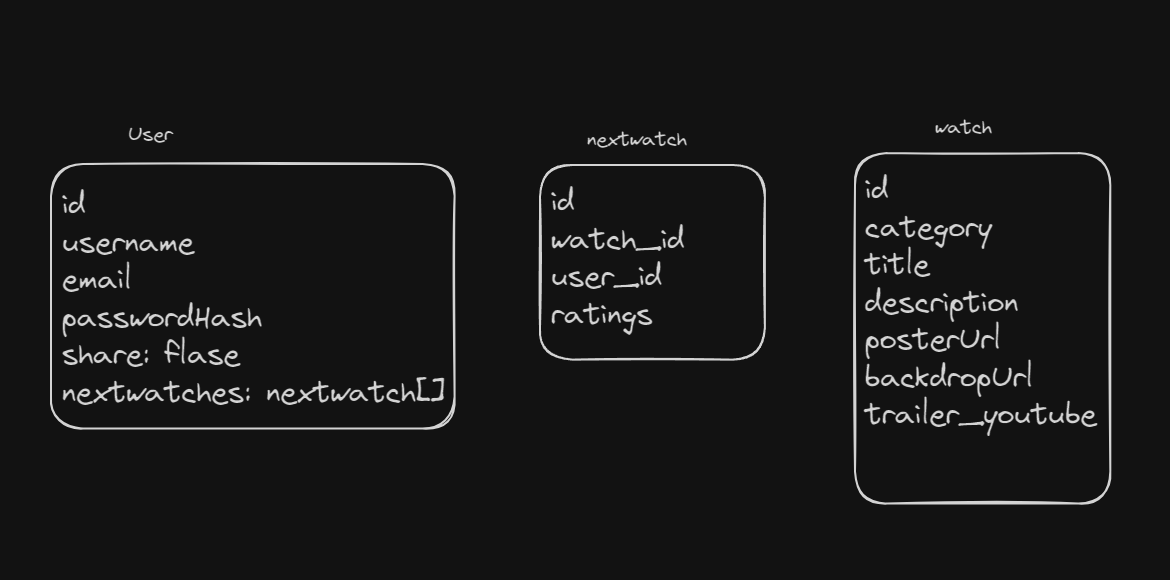 User
id
username
email
passwordHash
share: flase
nextwatches: nextwatch[]
nextwatch
id
watch_id
user_id
ratings
watch
id
category
title
description
posterUrl
backdropUrl
trailer_youtube